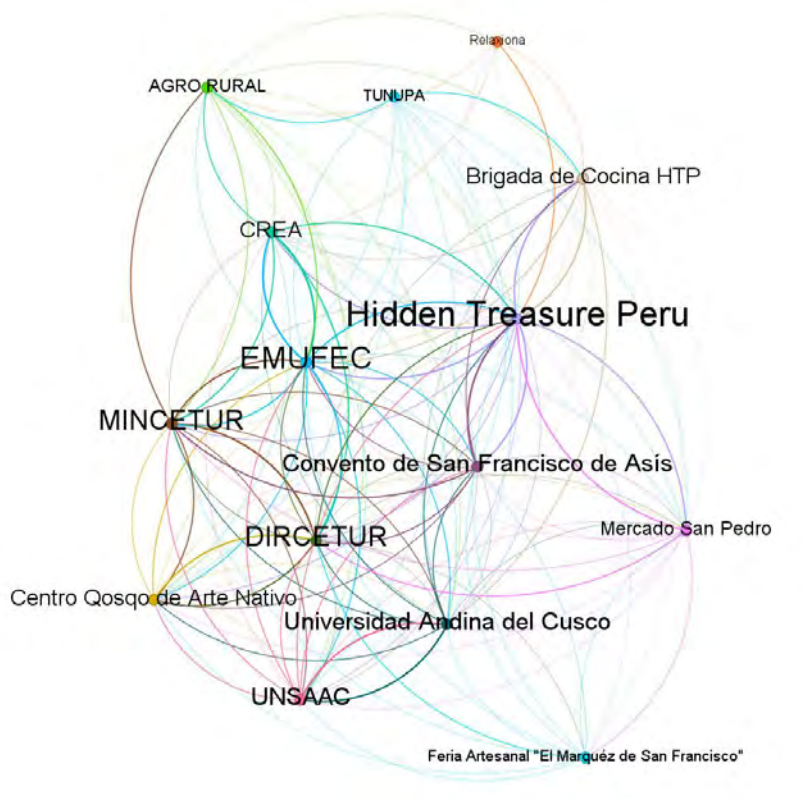 Relaxiona
AGRO RURAL
TUNUPA
Brigada de Cocina HTP
CREA
Hidden Treasure Peru
EMUFEC
MINCETUR
Convento de San Francisco de Asís
DIRCETUR
Mercado San Pedro
Centro Qosqo de Arte Nativo
Universidad Andina del Cusco
UNSAAC
Feria Artesanal "El Marquéz de San Francisco"